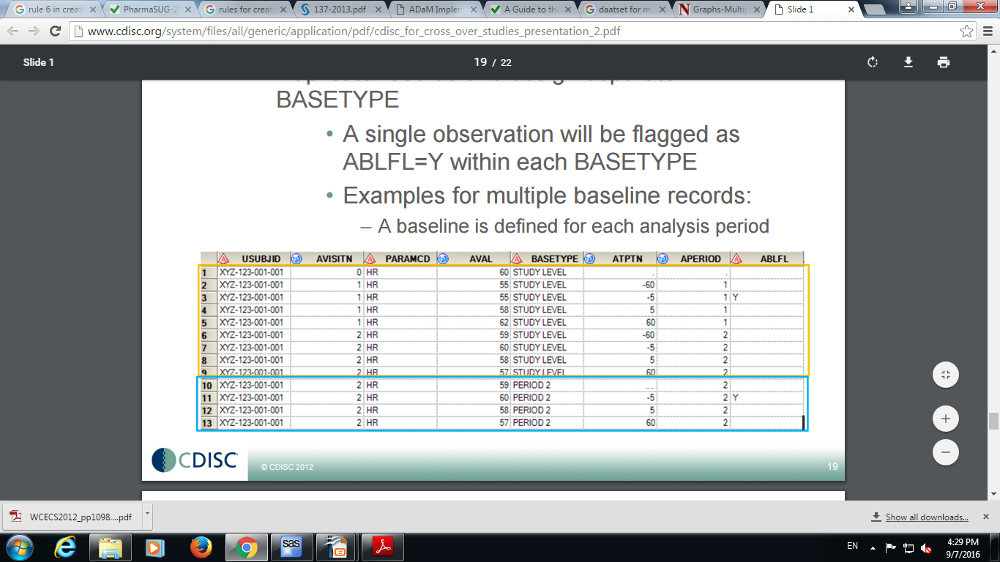 rule 6 in creati
PharmaSUG-2
rules for creati
137-2013.pdf
ADaM Implem
A Guide to the
daatset for mu
Graphs-Multip
Slide 1
www.cdisc.org/system/files/all/generic/application/pdf/cdisc_for_cross_over_studies_presentation_2.pdf
Slide 1
19 / 22
BASETYPE
• A single observation will be flagged as
ABLFL=Y within each BASETYPE
• Examples for multiple baseline records:
– A baseline is defined for each analysis period
USUBJID AVISITN PARAMCD AVAL BASETYPE ATPTN APERIOD ABLFL
1 XYZ-123-001-001 0 HR 60 STUDY LEVEL . .
2 XYZ-123-001-001 1 HR 55 STUDY LEVEL -60 1
3 XYZ-123-001-001 1 HR 55 STUDY LEVEL -5 1 Y
4 XYZ-123-001-001 1 HR 58 STUDY LEVEL 5 1
5 XYZ-123-001-001 1 HR 62 STUDY LEVEL 60 1
6 XYZ-123-001-001 2 HR 59 STUDY LEVEL -60 2
7 XYZ-123-001-001 2 HR 60 STUDY LEVEL -5 2
8 XYZ-123-001-001 2 HR 58 STUDY LEVEL 5 2
9 XYZ-123-001-001 2 HR 57 STUDY LEVEL 60 2
10 XYZ-123-001-001 2 HR 59 PERIOD 2 2
11 XYZ-123-001-001 2 HR 60 PERIOD 2 -5 2 Y
12 XYZ-123-001-001 2 HR 58 PERIOD 2 5 2
13 XYZ-123-001-001 2 HR 57 PERIOD 2 60 2
CDISC
© CDISC 2012
19
WCECS2012_pp1098....pdf
Show all downloads...
sas
EN
4:29 PM
9/7/2016